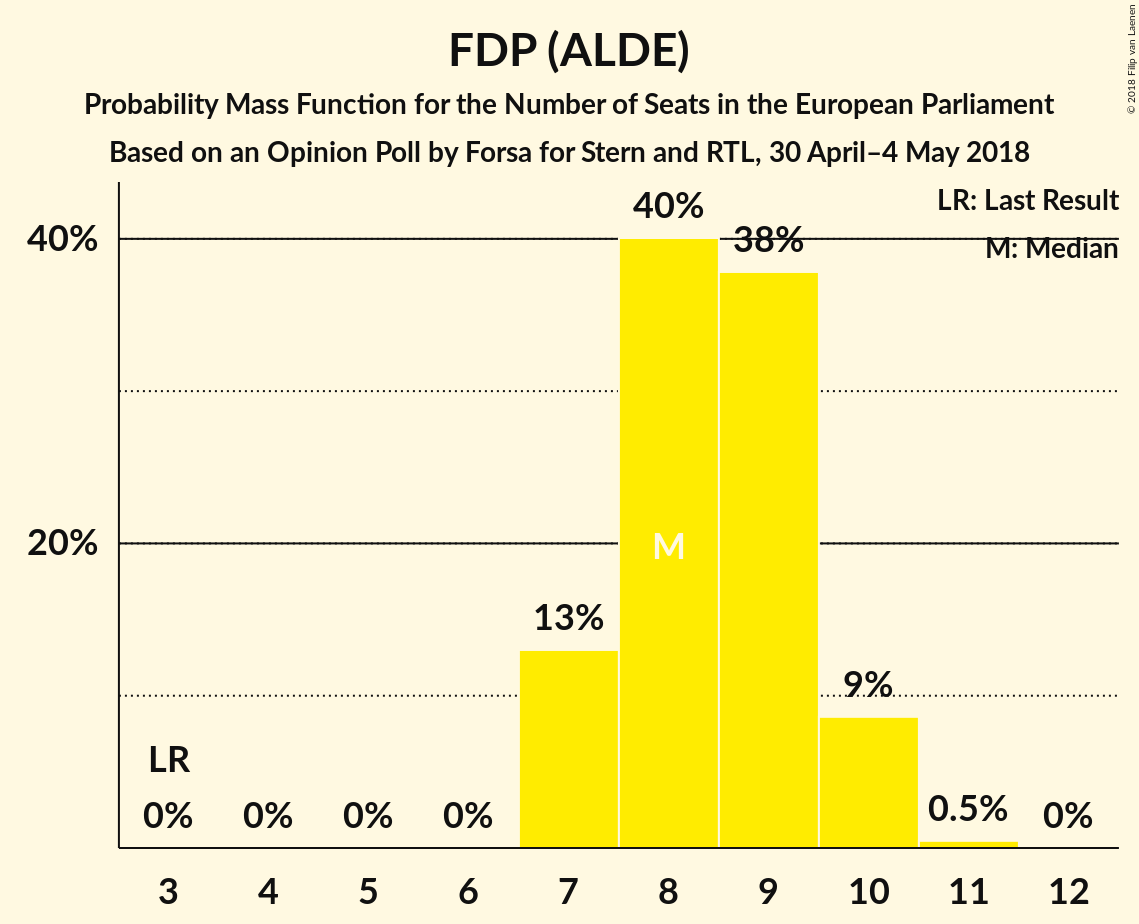 FDP (ALDE)
Probability Mass Function for the Number of Seats in the European Parliament
Based on an Opinion Poll by Forsa for Stern and RTL, 30 April–4 May 2018
© 2018 Filip van Laenen
LR: Last Result
M: Median
40%
20%
40%
38%
M
13%
9%
LR
0%
0%
0%
0%
0.5%
0%
3 4 5 6 7 8 9 10 11 12